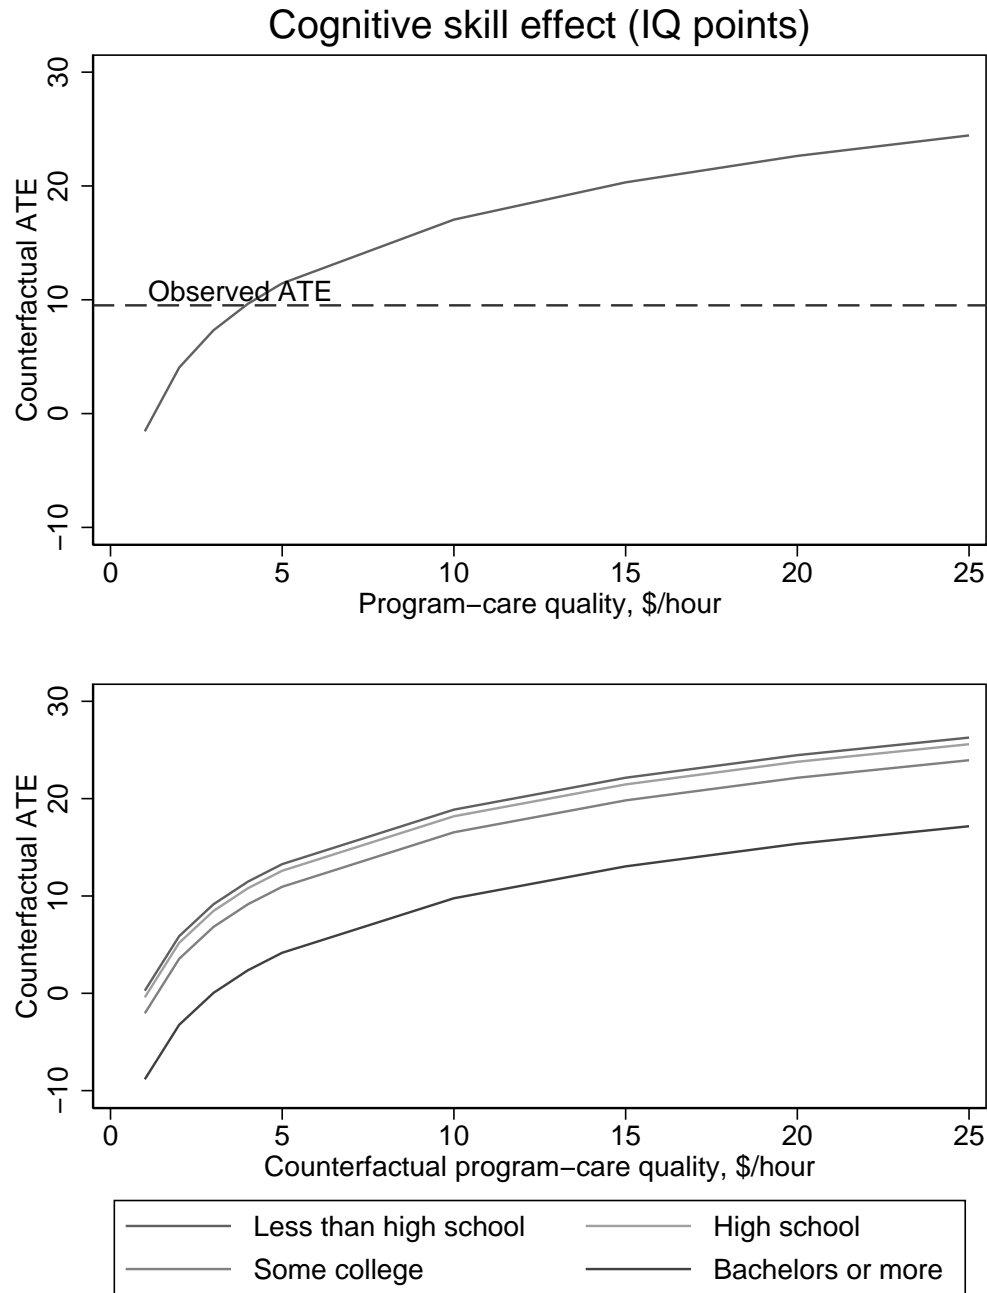 Cognitive skill effect (IQ points)
30
20
10
0
−10
Counterfactual ATE
Observed ATE
0 5 10 15 20 25
Program−care quality, $/hour
30
20
10
0
−10
Counterfactual ATE
0 5 10 15 20 25
Counterfactual program−care quality, $/hour
Less than high school High school
Some college Bachelors or more